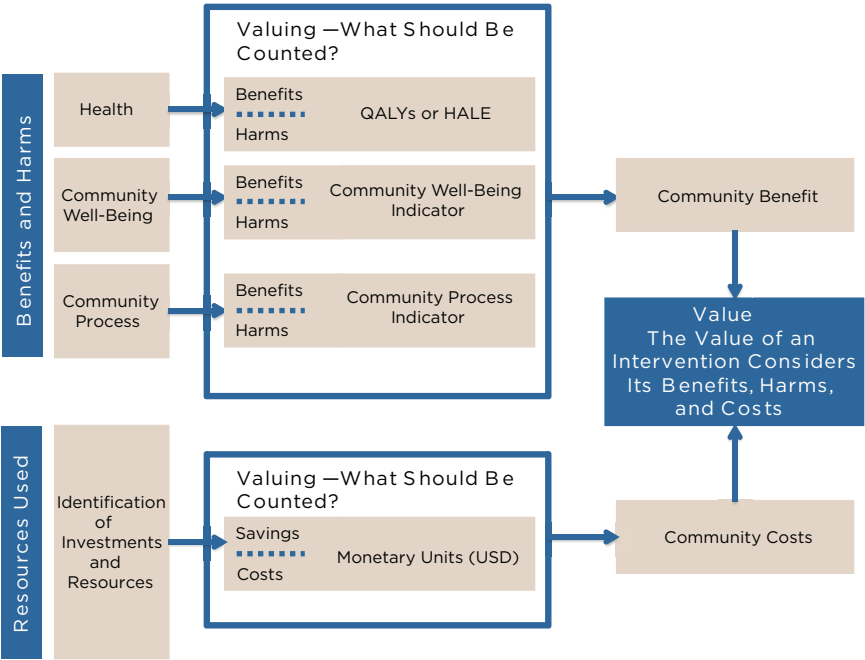 Benefits and Harms
Health
Community
Well-Being
Community
Process
Valuing —What Should Be
Counted?
Benefits
Harms
QALYs or HALE
Benefits
Harms
Community Well-Being
Indicator
Benefits
Harms
Community Process
Indicator
Community Benefit
Value
The Value of an
Intervention Considers
Its Benefits, Harms,
and Costs
Resources Used
Identification
of
Investments
and
Resources
Valuing —What Should Be
Counted?
Savings
Costs
Monetary Units (USD)
Community Costs